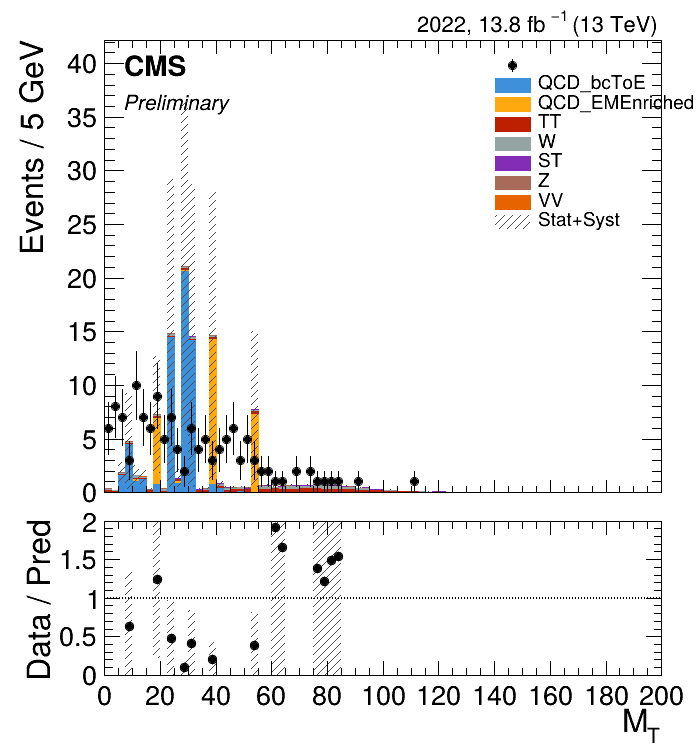 2022, 13.8 fb⁻¹ (13 TeV)
CMS
Preliminary
Events / 5 GeV
40
35
30
25
20
15
10
5
0
QCD_bcToE
QCD_EMEnriched
TT
W
ST
Z
VV
Stat+Syst
Data / Pred
2
1.5
1
0.5
0
0 20 40 60 80 100 120 140 160 180 200
M_T